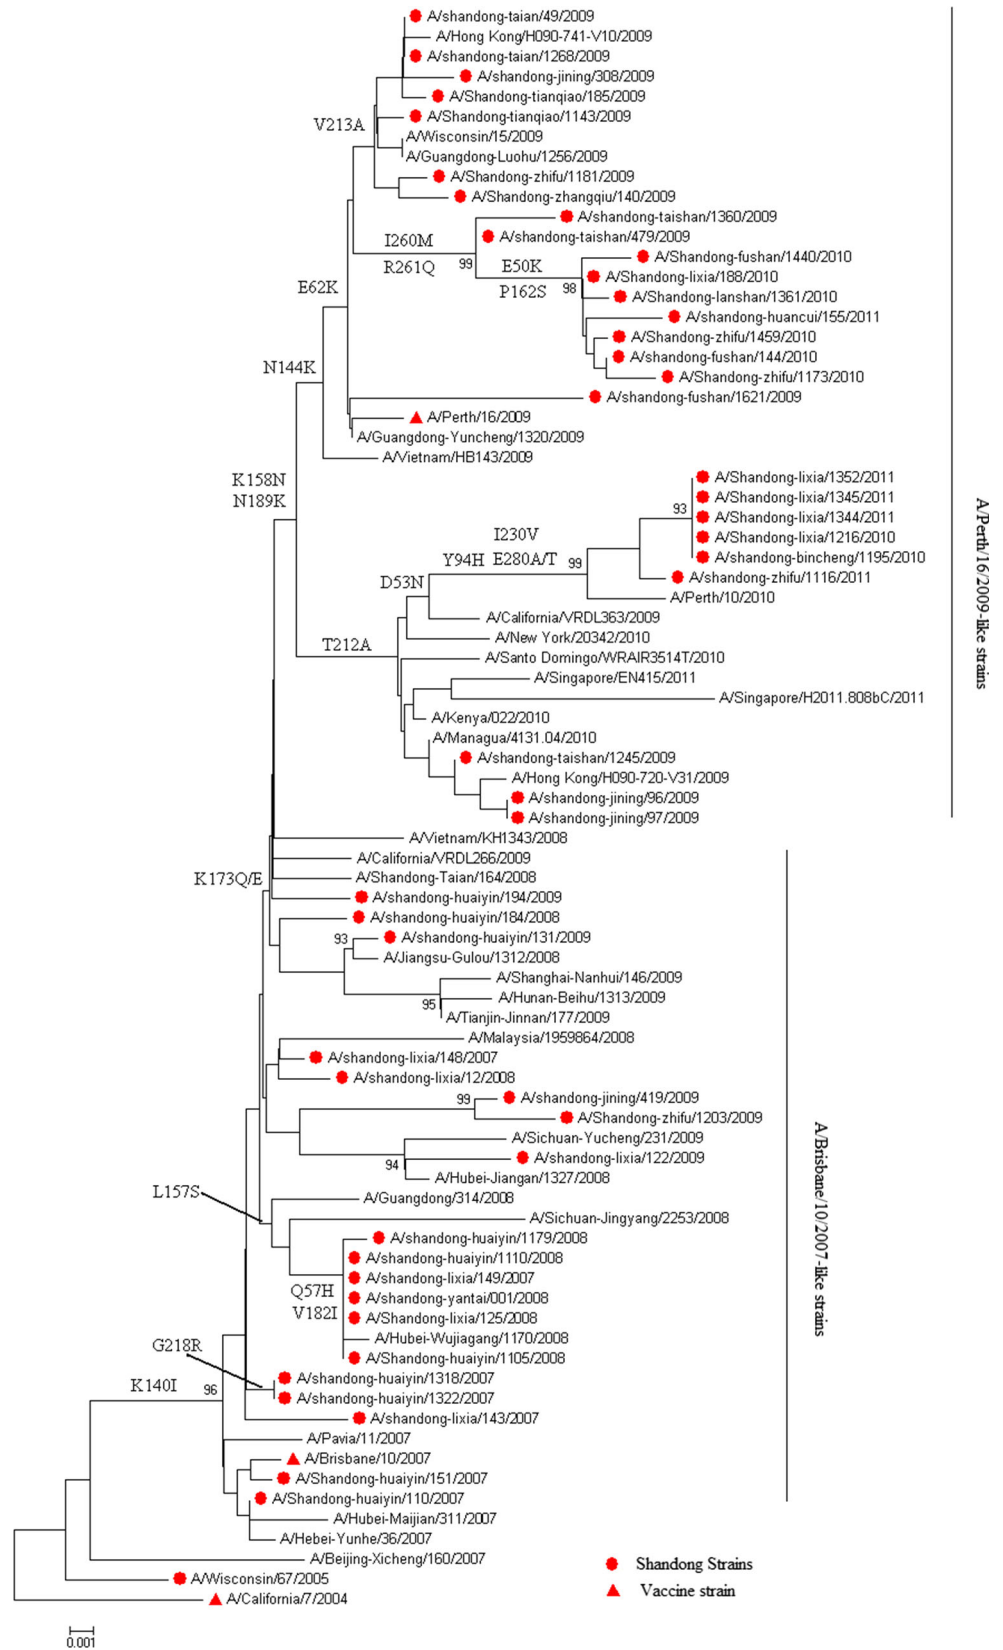 A/shandong-taian/49/2009
A/Hong Kong/H090-741-V10/2009
A/shandong-taian/1268/2009
A/shandong-jining/308/2009
A/Shandong-tianqiao/185/2009
A/Shandong-tianqiao/1143/2009
V213A
A/Wisconsin/15/2009
A/Guangdong-Luohu/1256/2009
A/Shandong-zhifu/1181/2009
A/Shandong-zhangqiu/140/2009
A/shandong-taishan/1360/2009
I260M
A/shandong-taishan/479/2009
R261Q
99
E50K
A/Shandong-fushan/1440/2010
A/Shandong-lixia/188/2010
P162S
98
E62K
A/Shandong-lanshan/1361/2010
A/shandong-huancui/155/2011
A/Shandong-zhifu/1459/2010
A/shandong-fushan/144/2010
N144K
A/Shandong-zhifu/1173/2010
A/shandong-fushan/1621/2009
A/Perth/16/2009
A/Guangdong-Yuncheng/1320/2009
A/Vietnam/HB143/2009
K158N
N189K
A/Shandong-lixia/1352/2011
A/Shandong-lixia/1345/2011
93
A/Shandong-lixia/1344/2011
I230V
A/Shandong-lixia/1216/2010
Y94H E280A/T
99
A/shandong-bincheng/1195/2010
A/shandong-zhifu/1116/2011
D53N
A/Perth/10/2010
A/California/VRDL363/2009
A/New York/20342/2010
T212A
A/Santo Domingo/WRAIR3514T/2010
A/Singapore/EN415/2011
A/Singapore/H2011.808bC/2011
A/Kenya/022/2010
A/Managua/4131.04/2010
A/shandong-taishan/1245/2009
A/Hong Kong/H090-720-V31/2009
A/shandong-jining/96/2009
A/shandong-jining/97/2009
A/Perth/16/2009-like strains
A/Vietnam/KH1343/2008
A/California/VRDL266/2009
K173Q/E
A/Shandong-Taian/164/2008
A/shandong-huaiyin/194/2009
A/shandong-huaiyin/184/2008
93
A/shandong-huaiyin/131/2009
A/Jiangsu-Gulou/1312/2008
A/Shanghai-Nanhui/146/2009
95
A/Hunan-Beihu/1313/2009
A/Tianjin-Jinnan/177/2009
A/Malaysia/1959864/2008
A/shandong-lixia/148/2007
A/shandong-lixia/12/2008
99
A/shandong-jining/419/2009
A/Shandong-zhifu/1203/2009
A/Sichuan-Yucheng/231/2009
94
A/shandong-lixia/122/2009
A/Hubei-Jiangan/1327/2008
L157S
A/Guangdong/314/2008
A/Sichuan-Jingyang/2253/2008
A/shandong-huaiyin/1179/2008
A/shandong-huaiyin/1110/2008
A/shandong-lixia/149/2007
Q57H
A/shandong-yantai/001/2008
V182I
A/Shandong-lixia/125/2008
A/Hubei-Wujiagang/1170/2008
G218R
A/Shandong-huaiyin/1105/2008
A/shandong-huaiyin/1318/2007
K140I
96
A/shandong-huaiyin/1322/2007
A/shandong-lixia/143/2007
A/Pavia/11/2007
A/Brisbane/10/2007
A/Shandong-huaiyin/151/2007
A/Shandong-huaiyin/110/2007
A/Brisbane/10/2007-like strains
A/Hubei-Maijian/311/2007
A/Hebei-Yunhe/36/2007
A/Beijing-Xicheng/160/2007
A/Wisconsin/67/2005
A/California/7/2004
Shandong Strains
Vaccine strain
0.001